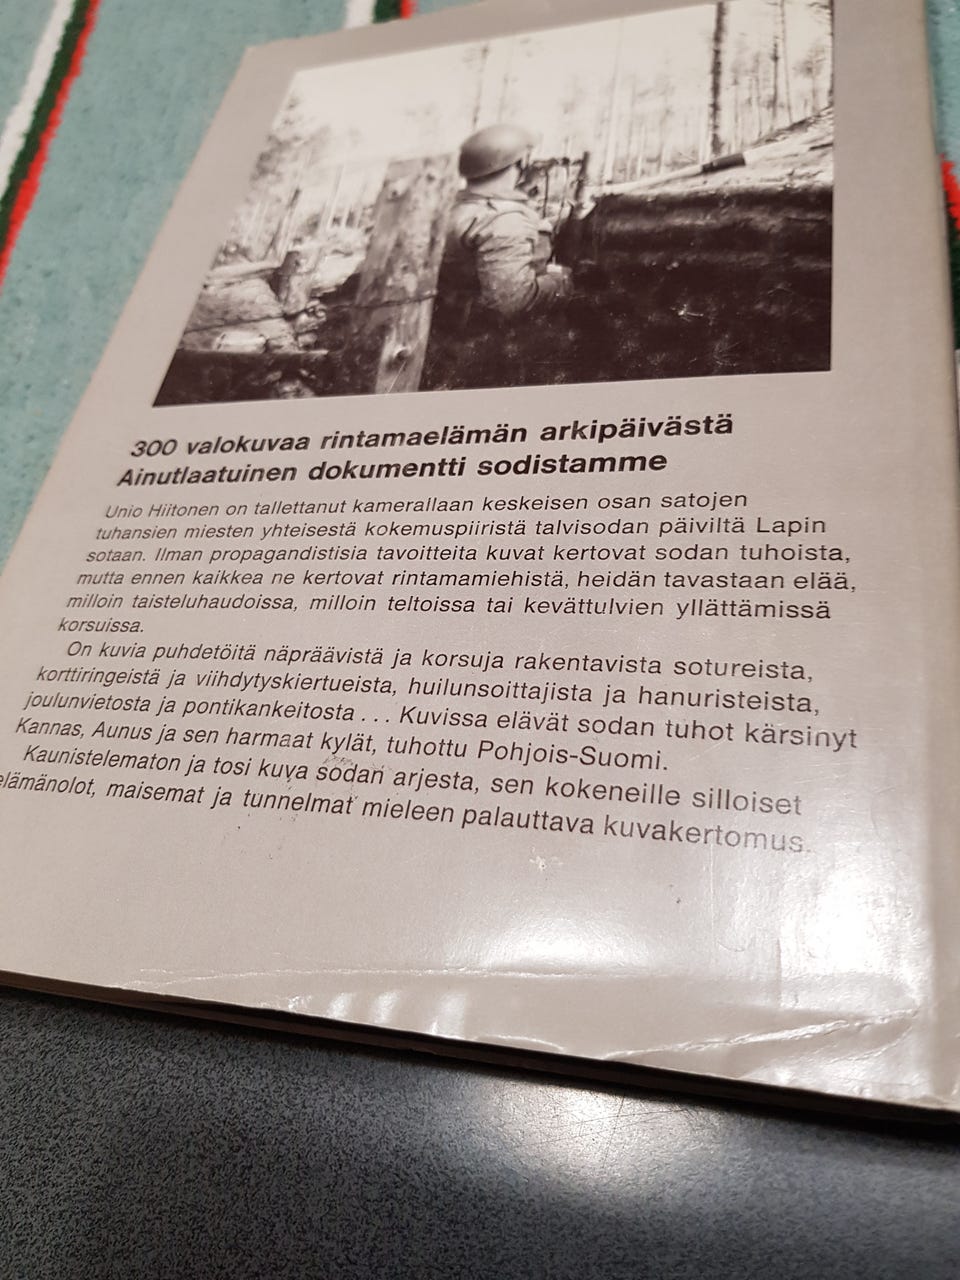 300 valokuvaa rintamaelämän arkipäivästä
Ainutlaatuinen dokumentti sodistamme
Unio Hiitonen on tallettanut kamerallaan keskeisen osan satojen
tuhansien miesten yhteisestä kokemuspiiristä talvisodan päiviltä Lapin
sotaan. Ilman propagandistisia tavoitteita kuvat kertovat sodan tuhoista,
mutta ennen kaikkea ne kertovat rintamamiehistä, heidän tavastaan elää,
milloin taisteluhaudoissa, milloin teltoissa tai kevättulvien yllättämissä
korsuissa.
On kuvia puhdetöitä näpräävistä ja korsuja rakentavista sotureista,
korttiringeistä ja viihdytyskiertueista, huilunsoittajista ja hanuristeista,
joulunvietosta ja pontikankeitosta ... Kuvissa elävät sodan tuhot kärsinyt
Kannas, Aunus ja sen harmaat kylät, tuhottu Pohjois-Suomi.
Kaunistelematon ja tosi kuva sodan arjesta, sen kokeneille silloiset
elämänolot, maisemat ja tunnelmat mieleen palauttava kuvakertomus.